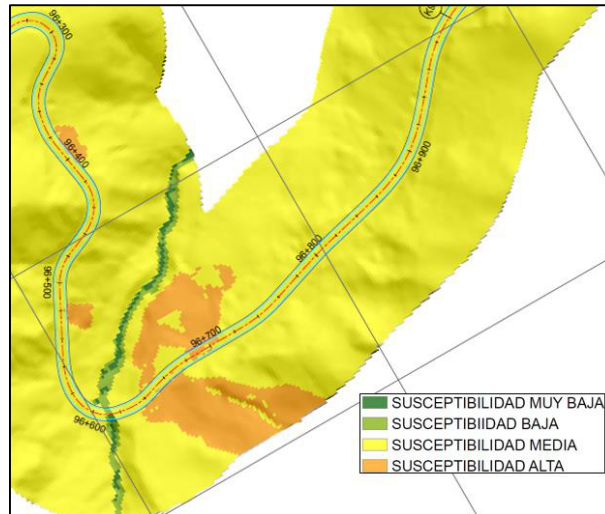 96+300
96+400
96+500
96+600
96+700
96+800
96+900
SUSCEPTIBILIDAD MUY BAJA
SUSCEPTIBIIDAD BAJA
SUSCEPTIBILIDAD MEDIA
SUSCEPTIBILIDAD ALTA